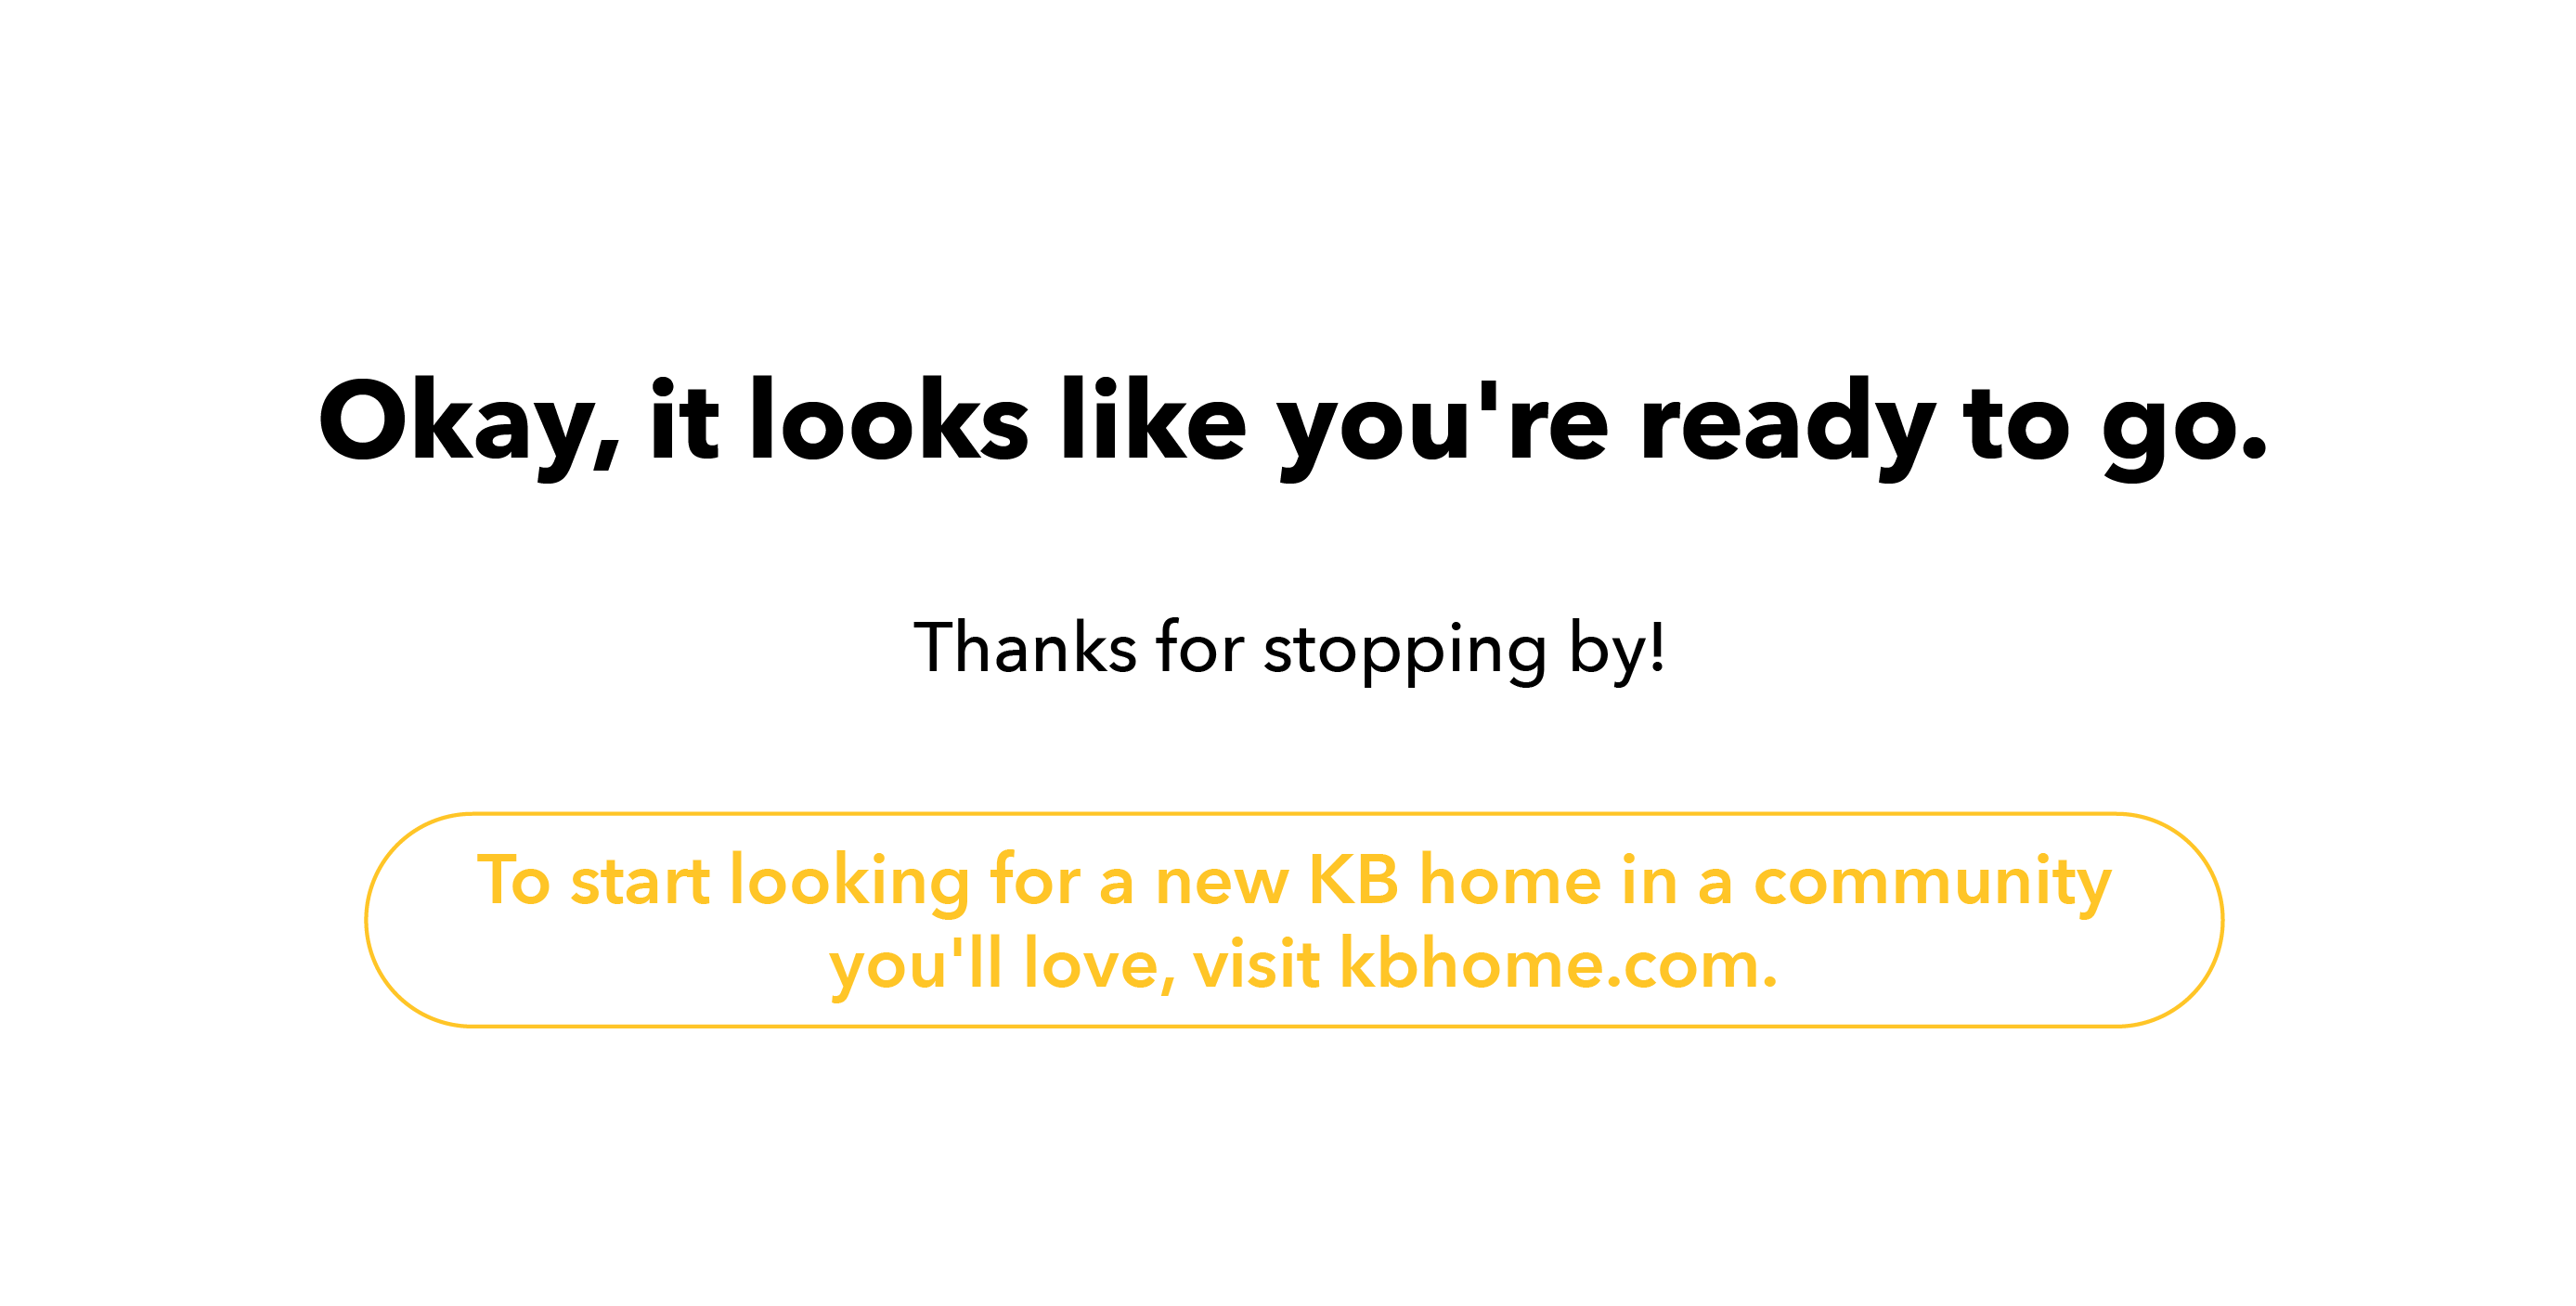 Okay, it looks like you're ready to go.
Thanks for stopping by!
To start looking for a new KB home in a community
you'll love, visit kbhome.com.